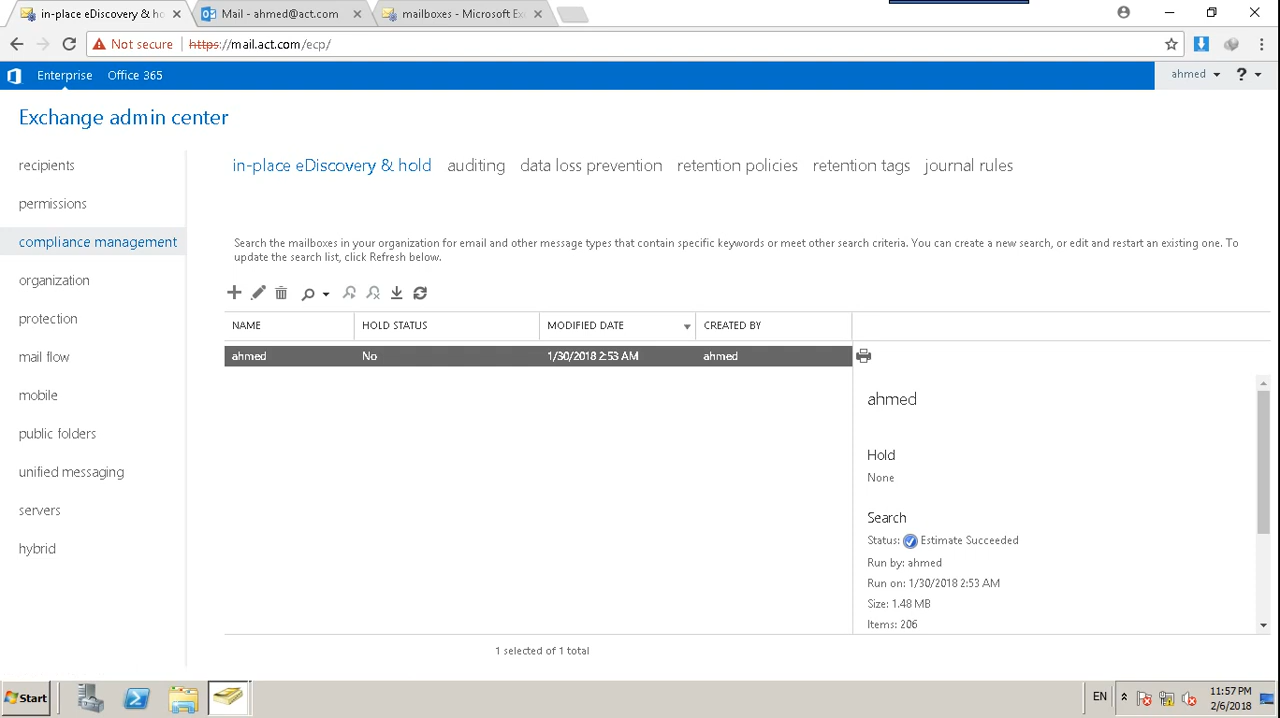 in-place eDiscovery & ho
Mail - ahmed@act.com
mailboxes - Microsoft Ex
Not secure
https://mail.act.com/ecp/
Enterprise
Office 365
ahmed
?
Exchange admin center
recipients
permissions
compliance management
organization
protection
mail flow
mobile
public folders
unified messaging
servers
hybrid
in-place eDiscovery & hold
auditing
data loss prevention
retention policies
retention tags
journal rules
Search the mailboxes in your organization for email and other message types that contain specific keywords or meet other search criteria. You can create a new search, or edit and restart an existing one. To
update the search list, click Refresh below.
NAME
HOLD STATUS
MODIFIED DATE
CREATED BY
ahmed
No
1/30/2018 2:53 AM
ahmed
ahmed
Hold
None
Search
Status: Estimate Succeeded
Run by: ahmed
Run on: 1/30/2018 2:53 AM
Size: 1.48 MB
Items: 206
1 selected of 1 total
Start
EN
11:57 PM
2/6/2018